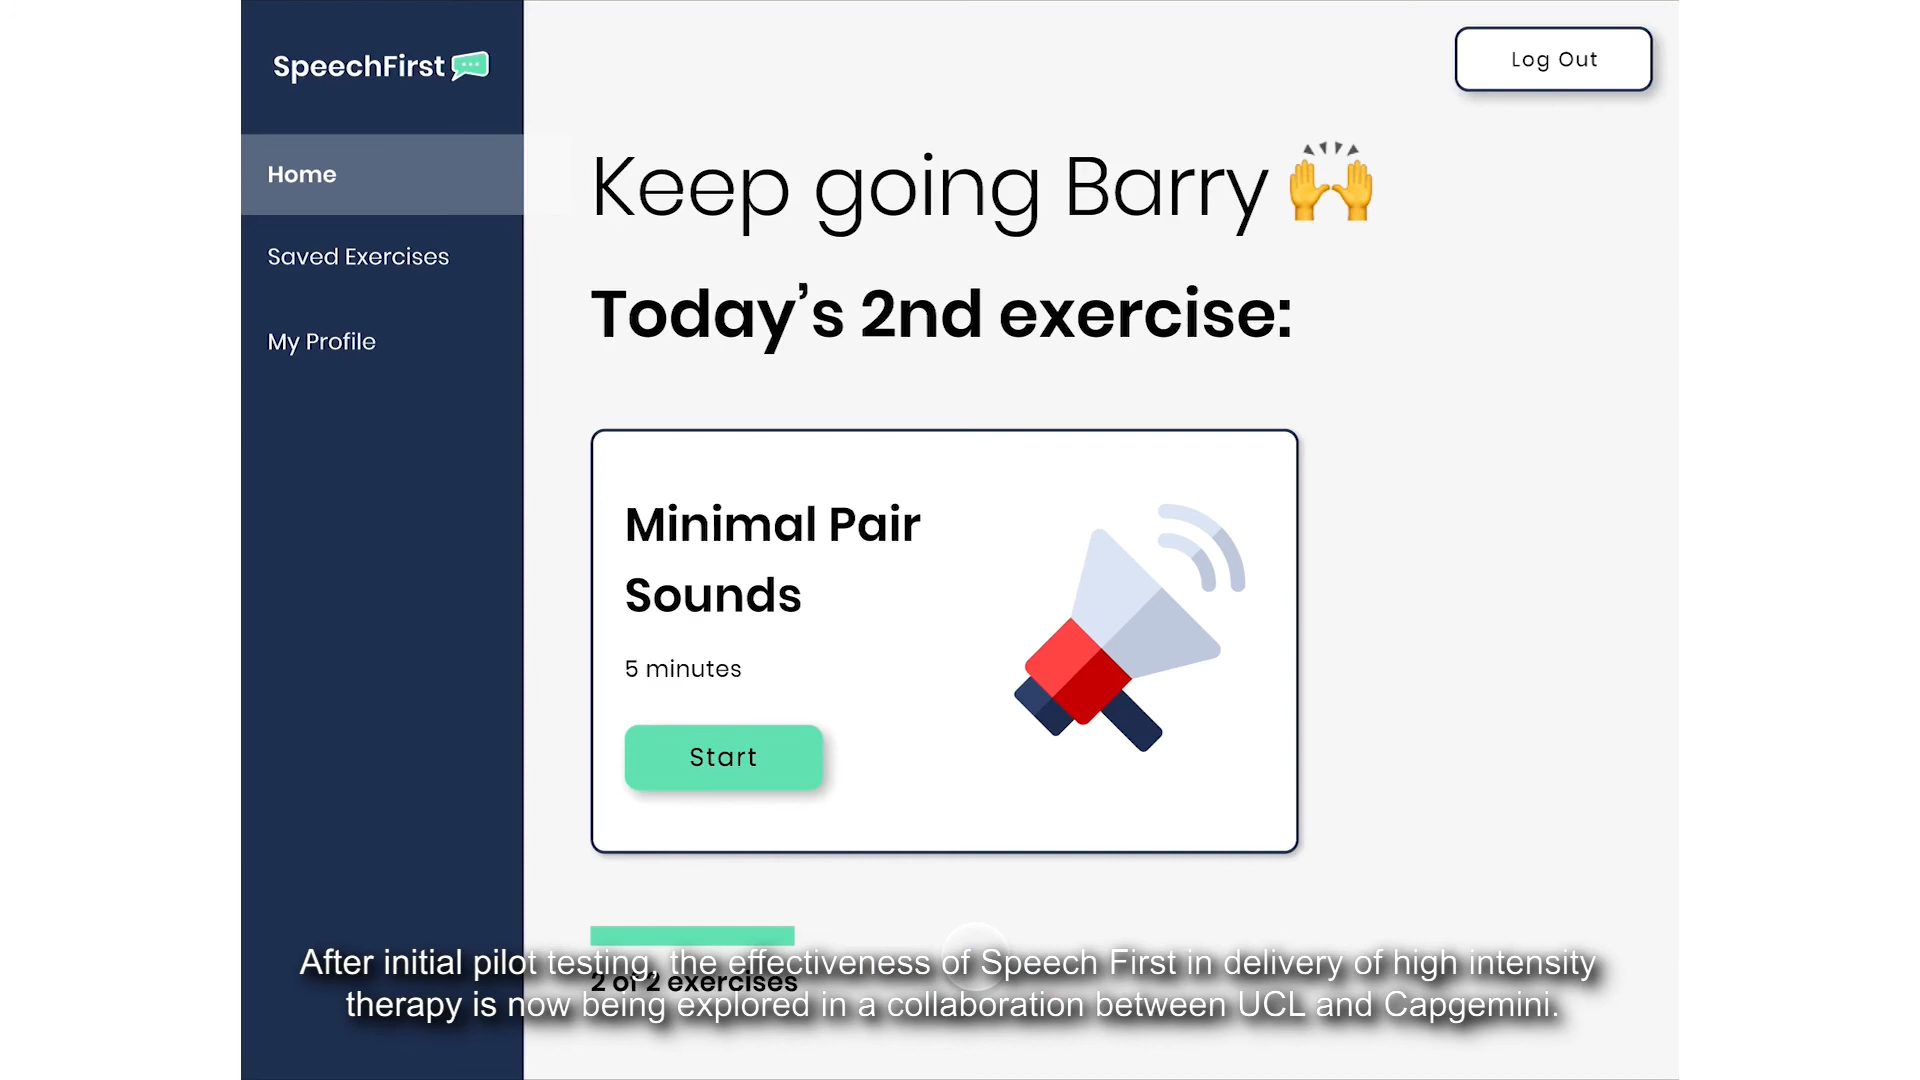 SpeechFirst
Log Out
Home
Saved Exercises
My Profile
Keep going Barry
Today's 2nd exercise:
Minimal Pair
Sounds
5 minutes
Start
2 of 2 exercises
After initial pilot testing, the effectiveness of Speech First in delivery of high intensity
therapy is now being explored in a collaboration between UCL and Capgemini.